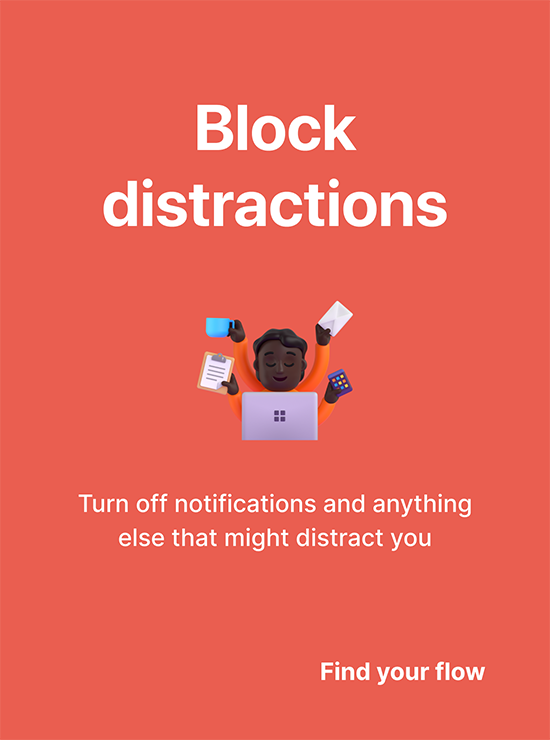 Block
distractions
Turn off notifications and anything
else that might distract you
Find your flow